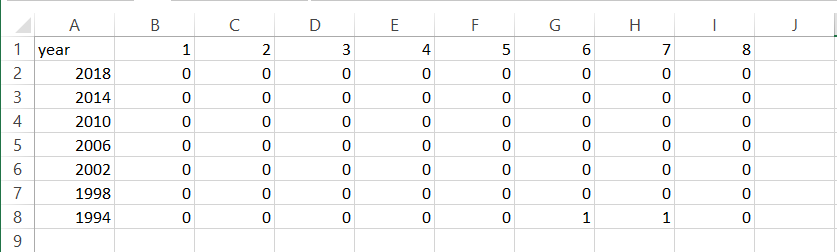 A B C D E F G H I J
1 year 1 2 3 4 5 6 7 8
2 2018 0 0 0 0 0 0 0 0
3 2014 0 0 0 0 0 0 0 0
4 2010 0 0 0 0 0 0 0 0
5 2006 0 0 0 0 0 0 0 0
6 2002 0 0 0 0 0 0 0 0
7 1998 0 0 0 0 0 0 0 0
8 1994 0 0 0 0 0 1 1 0
9